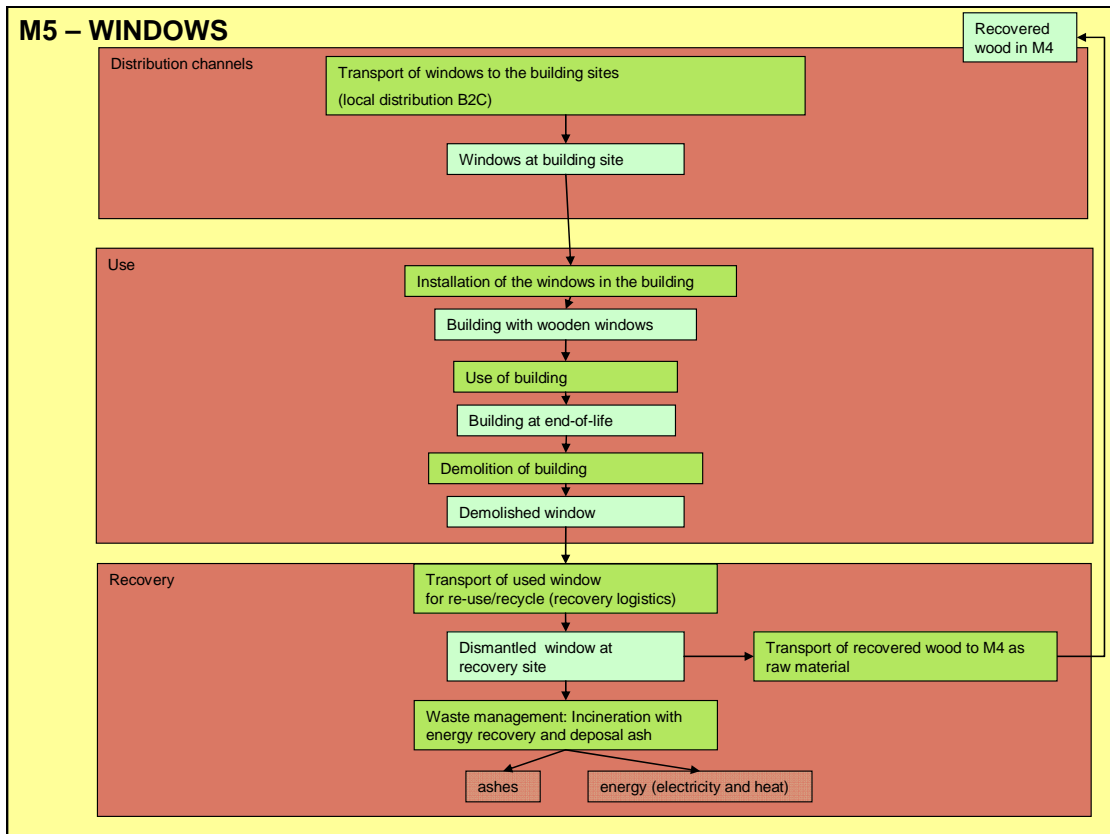 M5 – WINDOWS
Recovered
wood in M4
Distribution channels
Transport of windows to the building sites
(local distribution B2C)
Windows at building site
Use
Installation of the windows in the building
Building with wooden windows
Use of building
Building at end-of-life
Demolition of building
Demolished window
Recovery
Transport of used window
for re-use/recycle (recovery logistics)
Dismantled window at
recovery site
Transport of recovered wood to M4 as
raw material
Waste management: Incineration with
energy recovery and deposal ash
ashes
energy (electricity and heat)